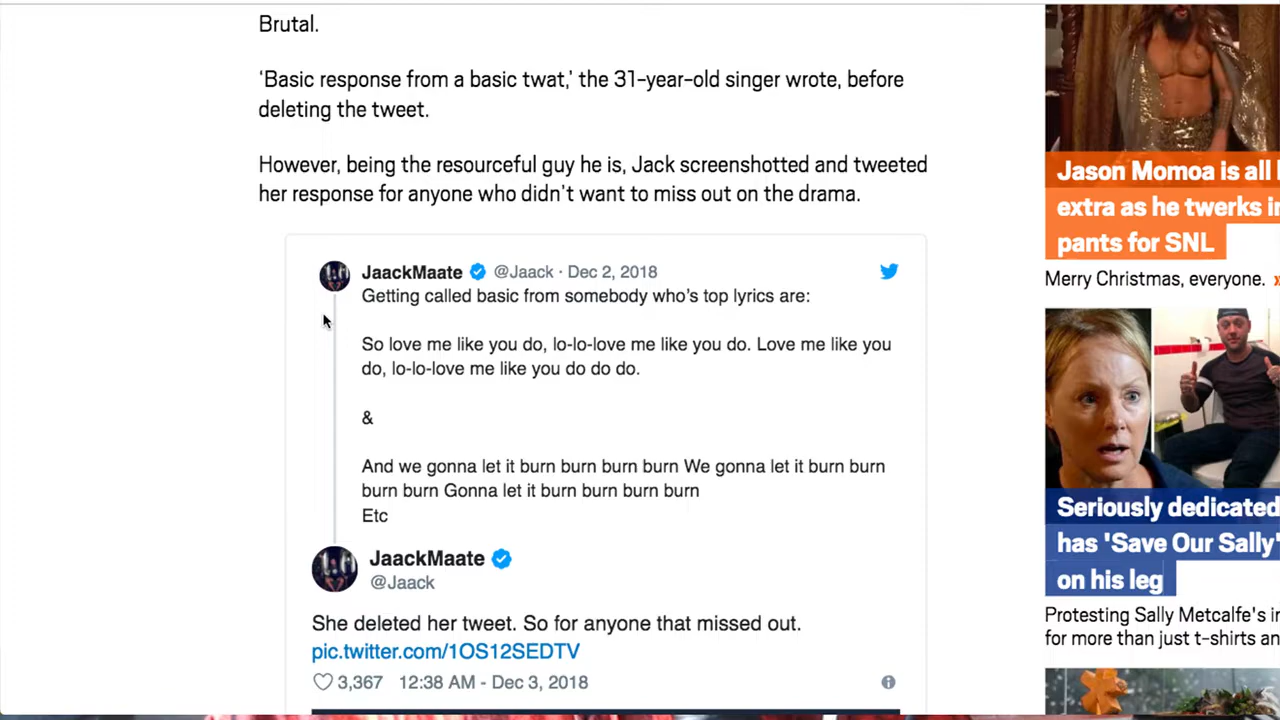 Brutal.
‘Basic response from a basic twat,’ the 31-year-old singer wrote, before
deleting the tweet.
However, being the resourceful guy he is, Jack screenshotted and tweeted
her response for anyone who didn’t want to miss out on the drama.
JaackMaate @Jaack · Dec 2, 2018
Getting called basic from somebody who’s top lyrics are:
So love me like you do, lo-lo-love me like you do. Love me like you
do, lo-lo-love me like you do do do.
&
And we gonna let it burn burn burn burn We gonna let it burn burn
burn burn Gonna let it burn burn burn burn
Etc
JaackMaate
@Jaack
She deleted her tweet. So for anyone that missed out.
pic.twitter.com/1OS12SEDTV
3,367 12:38 AM - Dec 3, 2018
Jason Momoa is all
extra as he twerks in
pants for SNL
Merry Christmas, everyone. »
Seriously dedicated
has 'Save Our Sally'
on his leg
Protesting Sally Metcalfe's in
for more than just t-shirts an